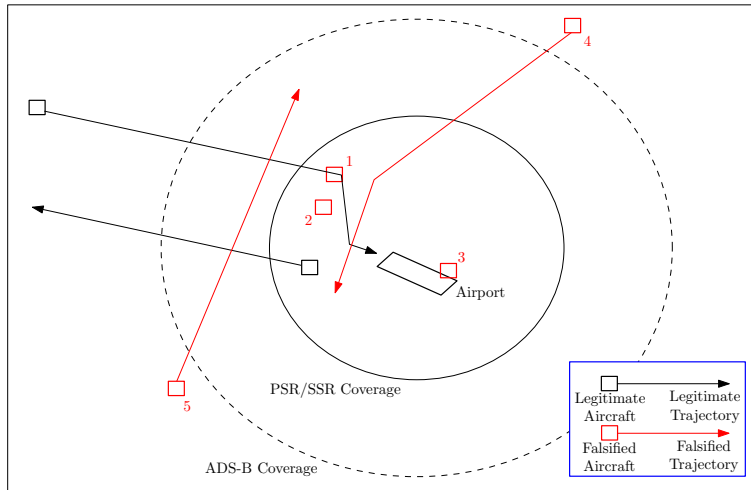 4
1
2
3
Airport
PSR/SSR Coverage
5
ADS-B Coverage
Legitimate
Aircraft
Legitimate
Trajectory
Falsified
Aircraft
Falsified
Trajectory